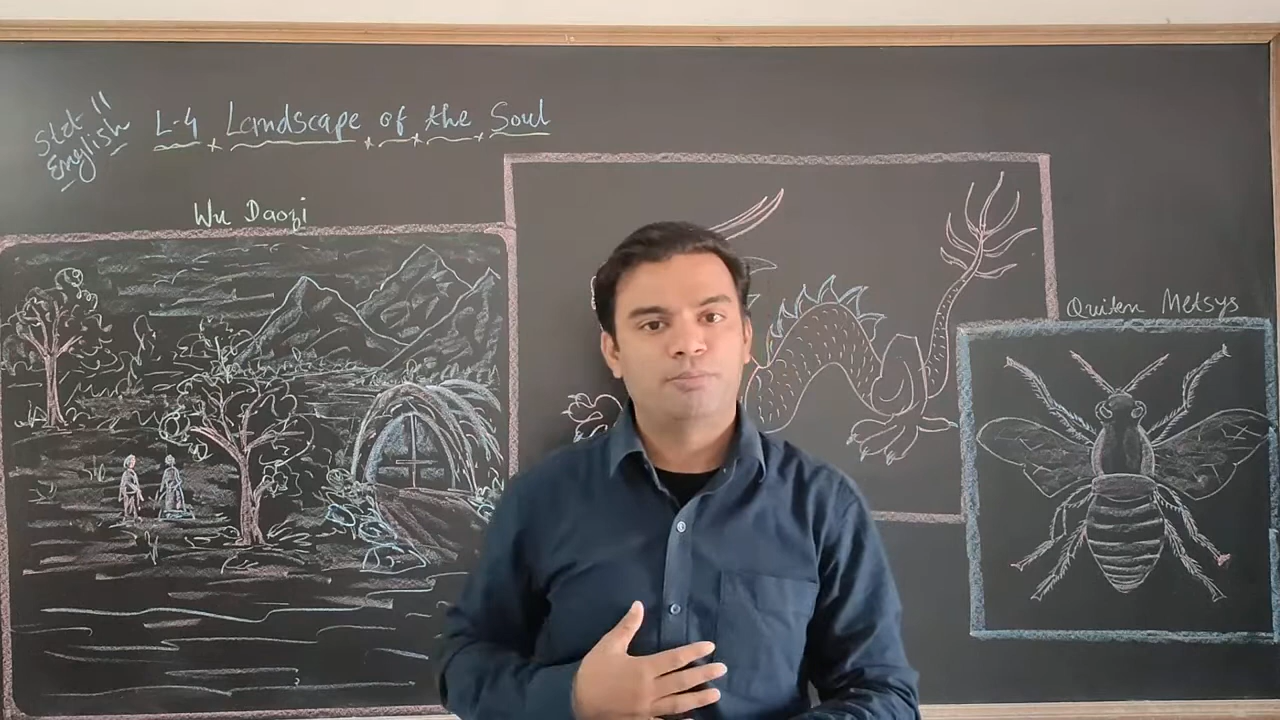 Std-11
English
L-4 Landscape of the Soul
Wu Daozi
Quiten Metsys